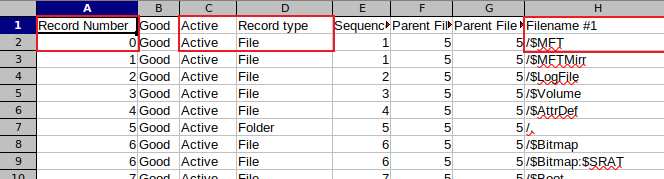 A B C D E F G H
1 Record Number Good Active Record type Sequenc Parent Fil Parent File Filename #1
2 0 Good Active File 1 5 5 /$MFT
3 1 Good Active File 1 5 5 /$MFTMirr
4 2 Good Active File 2 5 5 /$LogFile
5 3 Good Active File 3 5 5 /$Volume
6 4 Good Active File 4 5 5 /$AttrDef
7 5 Good Active Folder 5 5 5 /.
8 6 Good Active File 6 5 5 /$Bitmap
9 6 Good Active File 6 5 5 /$Bitmap:$SRAT
10 7 Good Active File 7 5 5 /$Boot